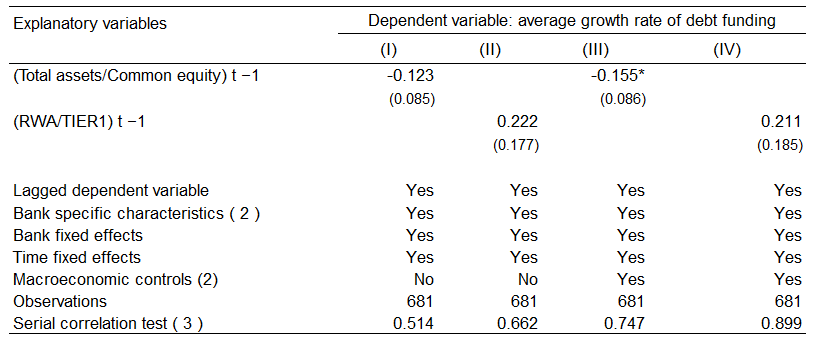 Explanatory variables Dependent variable: average growth rate of debt funding
(I) (II) (III) (IV)
(Total assets/Common equity) t −1 -0.123 -0.155*
(0.085) (0.086)
(RWA/TIER1) t −1 0.222 0.211
(0.177) (0.185)
Lagged dependent variable Yes Yes Yes Yes
Bank specific characteristics ( 2 ) Yes Yes Yes Yes
Bank fixed effects Yes Yes Yes Yes
Time fixed effects Yes Yes Yes Yes
Macroeconomic controls (2) No No Yes Yes
Observations 681 681 681 681
Serial correlation test ( 3 ) 0.514 0.662 0.747 0.899